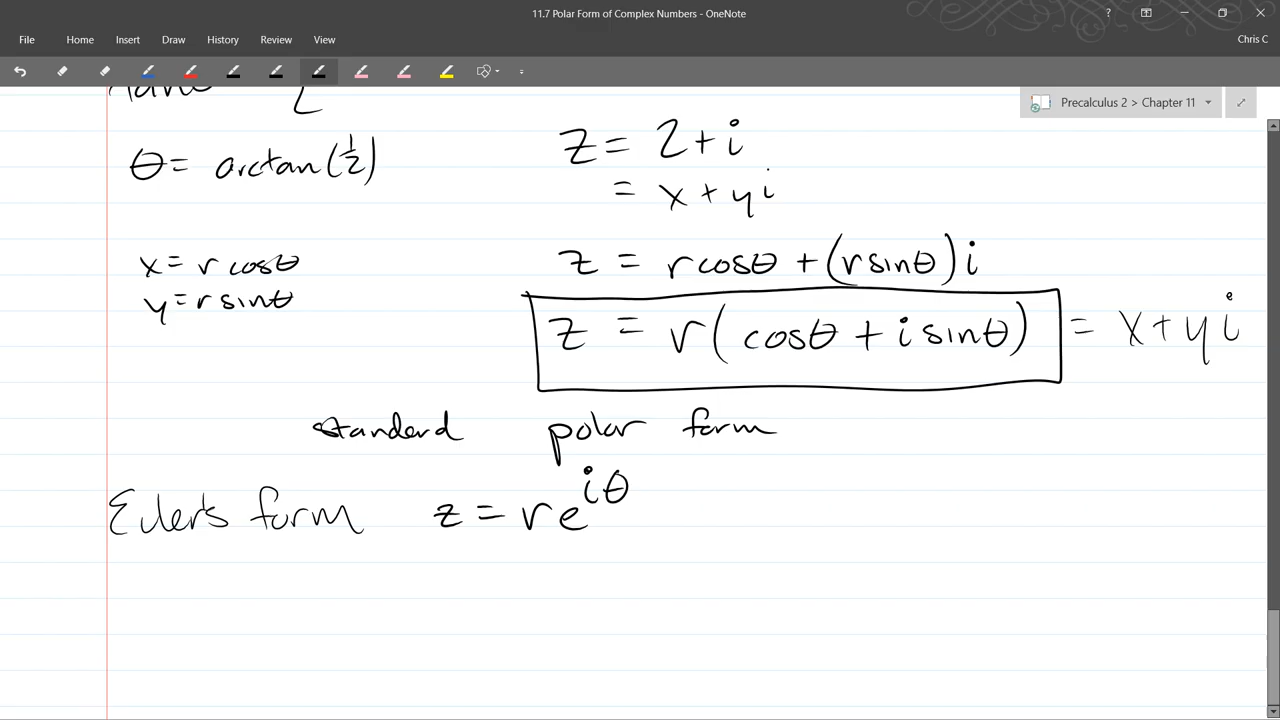 11.7 Polar Form of Complex Numbers - OneNote
File Home Insert Draw History Review View
Chris C
Precalculus 2 > Chapter 11
θ = arctan(1/2)
z = 2 + i
= x + yi
x = r cosθ
y = r sinθ
z = r cosθ + (r sinθ)i
z = r(cosθ + i sinθ) = x + yi
standard polar form
Euler's form z = re^{iθ}